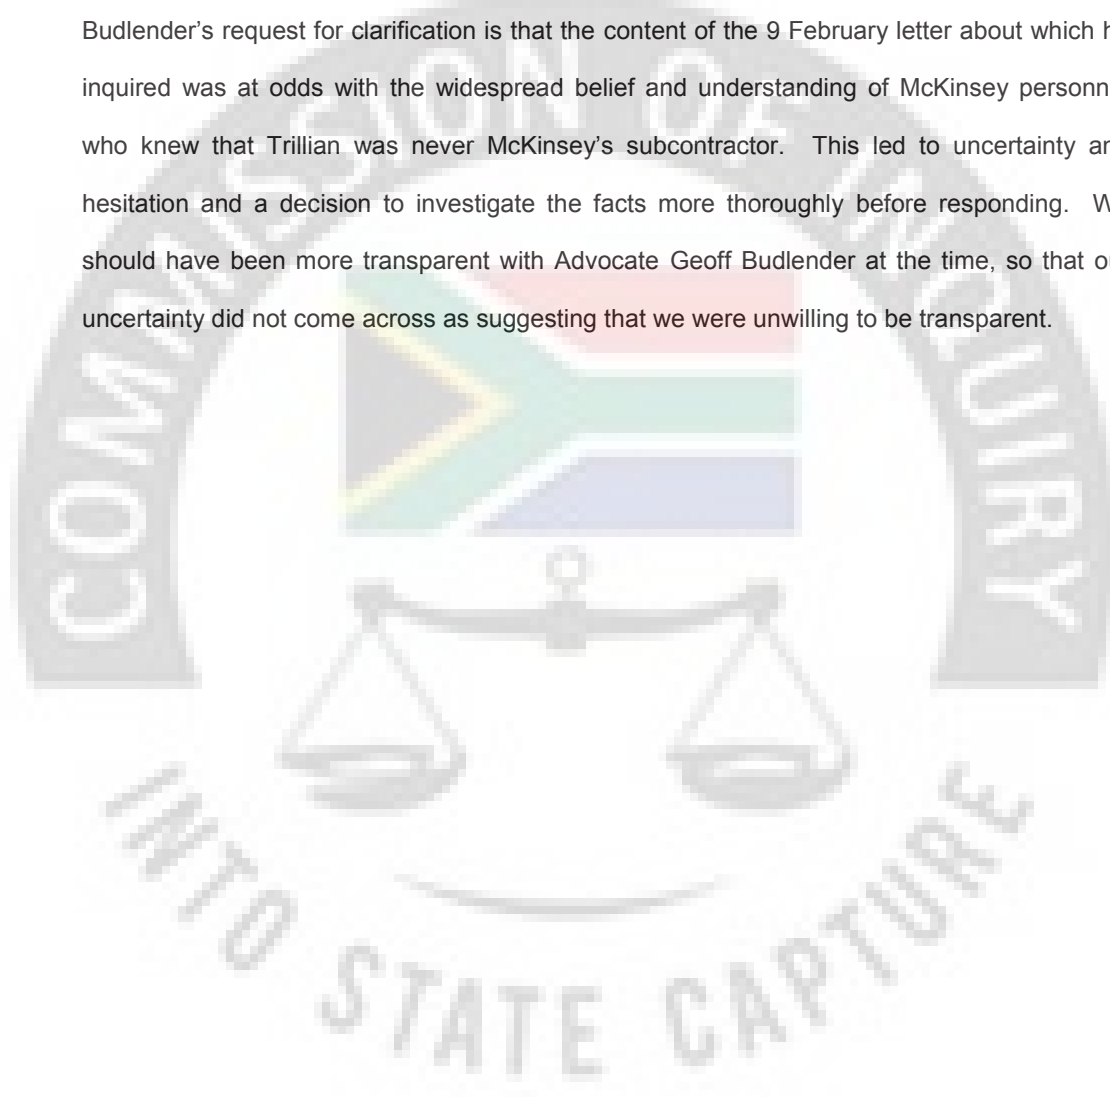 Budlender’s request for clarification is that the content of the 9 February letter about which h
inquired was at odds with the widespread belief and understanding of McKinsey personn
who knew that Trillian was never McKinsey’s subcontractor.  This led to uncertainty an
hesitation and a decision to investigate the facts more thoroughly before responding.  W
should have been more transparent with Advocate Geoff Budlender at the time, so that ou
uncertainty did not come across as suggesting that we were unwilling to be transparent.
COMMISSION OF INQUIRY
INTO STATE CAPTURE